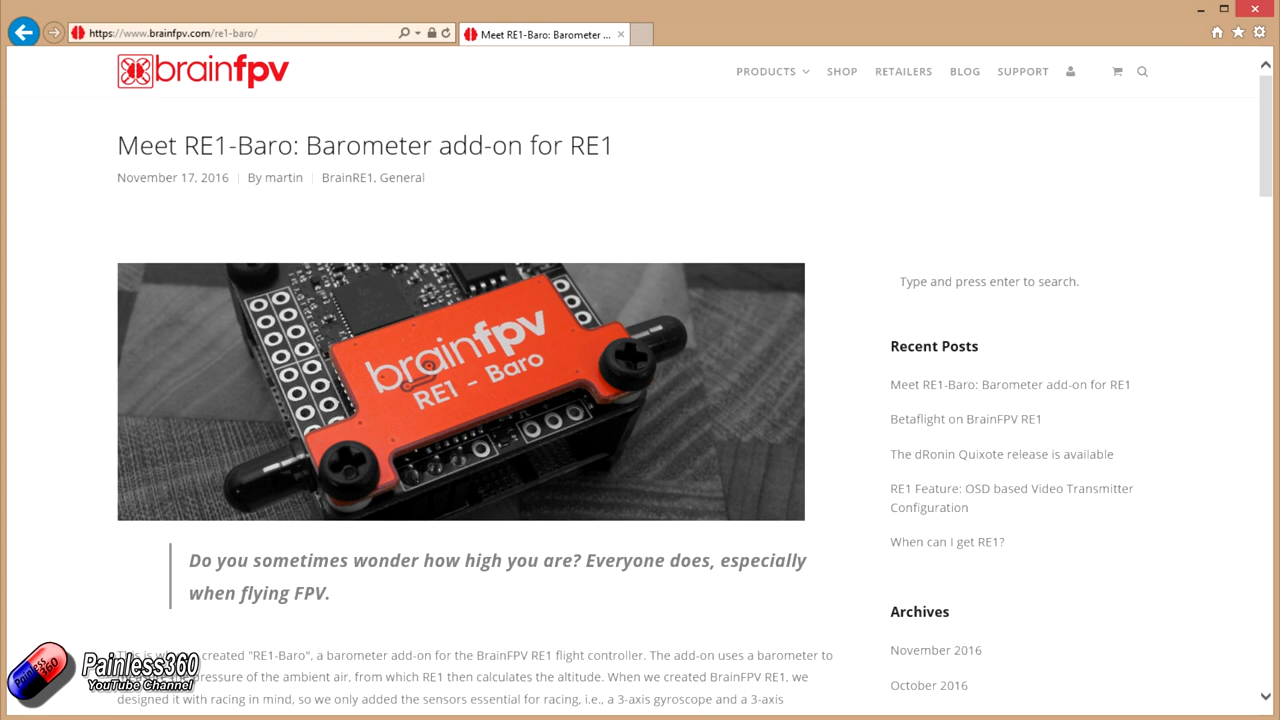 https://www.brainfpv.com/re1-baro/
Meet RE1-Baro: Barometer ...
brainfpv
PRODUCTS SHOP RETAILERS BLOG SUPPORT
Meet RE1-Baro: Barometer add-on for RE1
November 17, 2016 By martin BrainRE1, General
brainfpv
RE1 - Baro
Do you sometimes wonder how high you are? Everyone does, especially
when flying FPV.
This is created "RE1-Baro", a barometer add-on for the BrainFPV RE1 flight controller. The add-on uses a barometer to
pressure of the ambient air, from which RE1 then calculates the altitude. When we created BrainFPV RE1, we
designed it with racing in mind, so we only added the sensors essential for racing, i.e., a 3-axis gyroscope and a 3-axis
Type and press enter to search.
Recent Posts
Meet RE1-Baro: Barometer add-on for RE1
Betaflight on BrainFPV RE1
The dRonin Quixote release is available
RE1 Feature: OSD based Video Transmitter
Configuration
When can I get RE1?
Archives
November 2016
October 2016
Painless360
Painless360
YouTube Channel